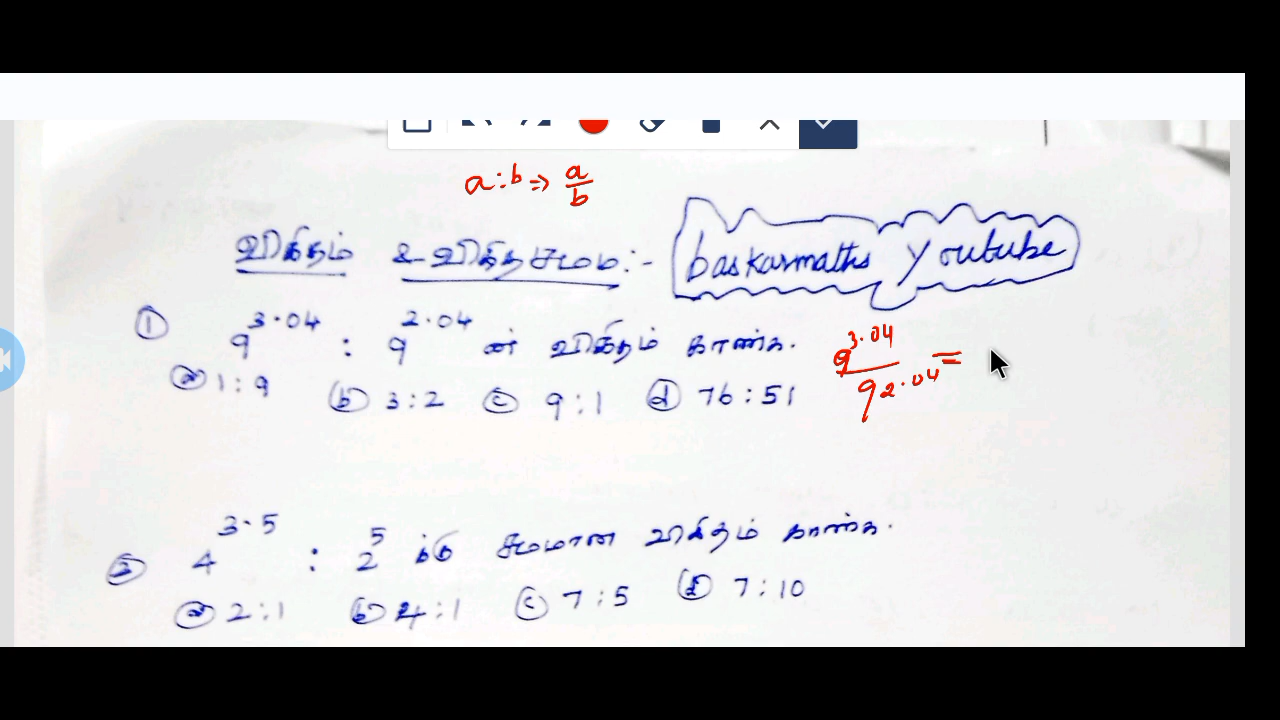 a:b => a/b
விகிதம் & விகிதசமம் :- baskarmaths Youtube
① 9^3.04 : 9^2.04 ன் விகிதம் காண்க. 9^3.04 / 9^2.04 =
ⓐ 1:9 ⓑ 3:2 ⓒ 9:1 ⓓ 76:51
② 4^3.5 : 2^5 க்கு சமமான விகிதம் காண்க.
ⓐ 2:1 ⓑ 4:1 ⓒ 7:5 ⓓ 7:10